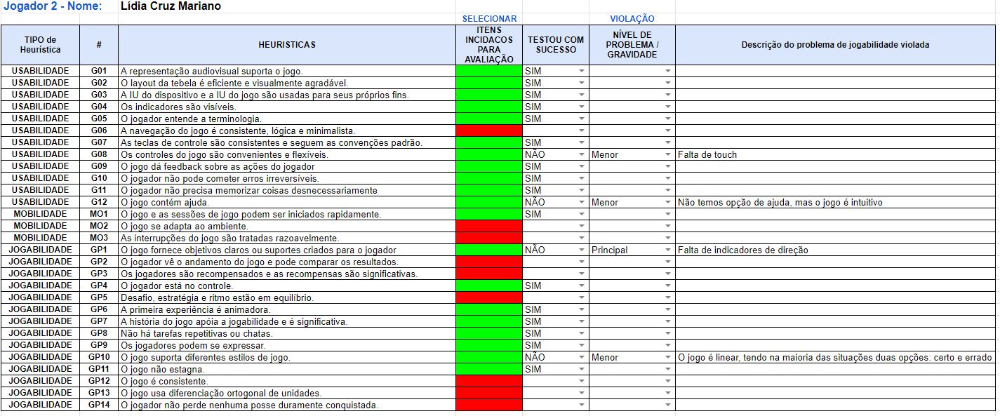 Jogador 2 - Nome: Lídia Cruz Mariano
SELECIONAR VIOLAÇÃO
TIPO de Heurística # HEURISTICAS ITENS INCIDACOS PARA AVALIAÇÃO TESTOU COM SUCESSO NÍVEL DE PROBLEMA / GRAVIDADE Descrição do problema de jogabilidade violada
USABILIDADE G01 A representação audiovisual suporta o jogo. SIM
USABILIDADE G02 O layout da tebela é eficiente e visualmente agradável. SIM
USABILIDADE G03 A IU do dispositivo e a IU do jogo são usadas para seus próprios fins. SIM
USABILIDADE G04 Os indicadores são visíveis. SIM
USABILIDADE G05 O jogador entende a terminologia. SIM
USABILIDADE G06 A navegação do jogo é consistente, lógica e minimalista.
USABILIDADE G07 As teclas de controle são consistentes e seguem as convenções padrão. SIM
USABILIDADE G08 Os controles do jogo são convenientes e flexíveis. NÃO Menor Falta de touch
USABILIDADE G09 O jogo dá feedback sobre as ações do jogador SIM
USABILIDADE G10 O jogador não pode cometer erros irreversíveis. SIM
USABILIDADE G11 O jogador não precisa memorizar coisas desnecessariamente SIM
USABILIDADE G12 O jogo contém ajuda. NÃO Menor Não temos opção de ajuda, mas o jogo é intuitivo
MOBILIDADE MO1 O jogo e as sessões de jogo podem ser iniciados rapidamente. SIM
MOBILIDADE MO2 O jogo se adapta ao ambiente.
MOBILIDADE MO3 As interrupções do jogo são tratadas razoavelmente.
JOGABILIDADE GP1 O jogo fornece objetivos claros ou suportes criados para o jogador NÃO Principal Falta de indicadores de direção
JOGABILIDADE GP2 O jogador vê o andamento do jogo e pode comparar os resultados.
JOGABILIDADE GP3 Os jogadores são recompensados e as recompensas são significativas.
JOGABILIDADE GP4 O jogador está no controle. SIM
JOGABILIDADE GP5 Desafio, estratégia e ritmo estão em equilíbrio.
JOGABILIDADE GP6 A primeira experiência é animadora. SIM
JOGABILIDADE GP7 A história do jogo apóia a jogabilidade e é significativa. SIM
JOGABILIDADE GP8 Não há tarefas repetitivas ou chatas. SIM
JOGABILIDADE GP9 Os jogadores podem se expressar. SIM
JOGABILIDADE GP10 O jogo suporta diferentes estilos de jogo. NÃO Menor O jogo é linear, tendo na maioria das situações duas opções: certo e errado
JOGABILIDADE GP11 O jogo não estagna. SIM
JOGABILIDADE GP12 O jogo é consistente.
JOGABILIDADE GP13 O jogo usa diferenciação ortogonal de unidades.
JOGABILIDADE GP14 O jogador não perde nenhuma posse duramente conquistada.